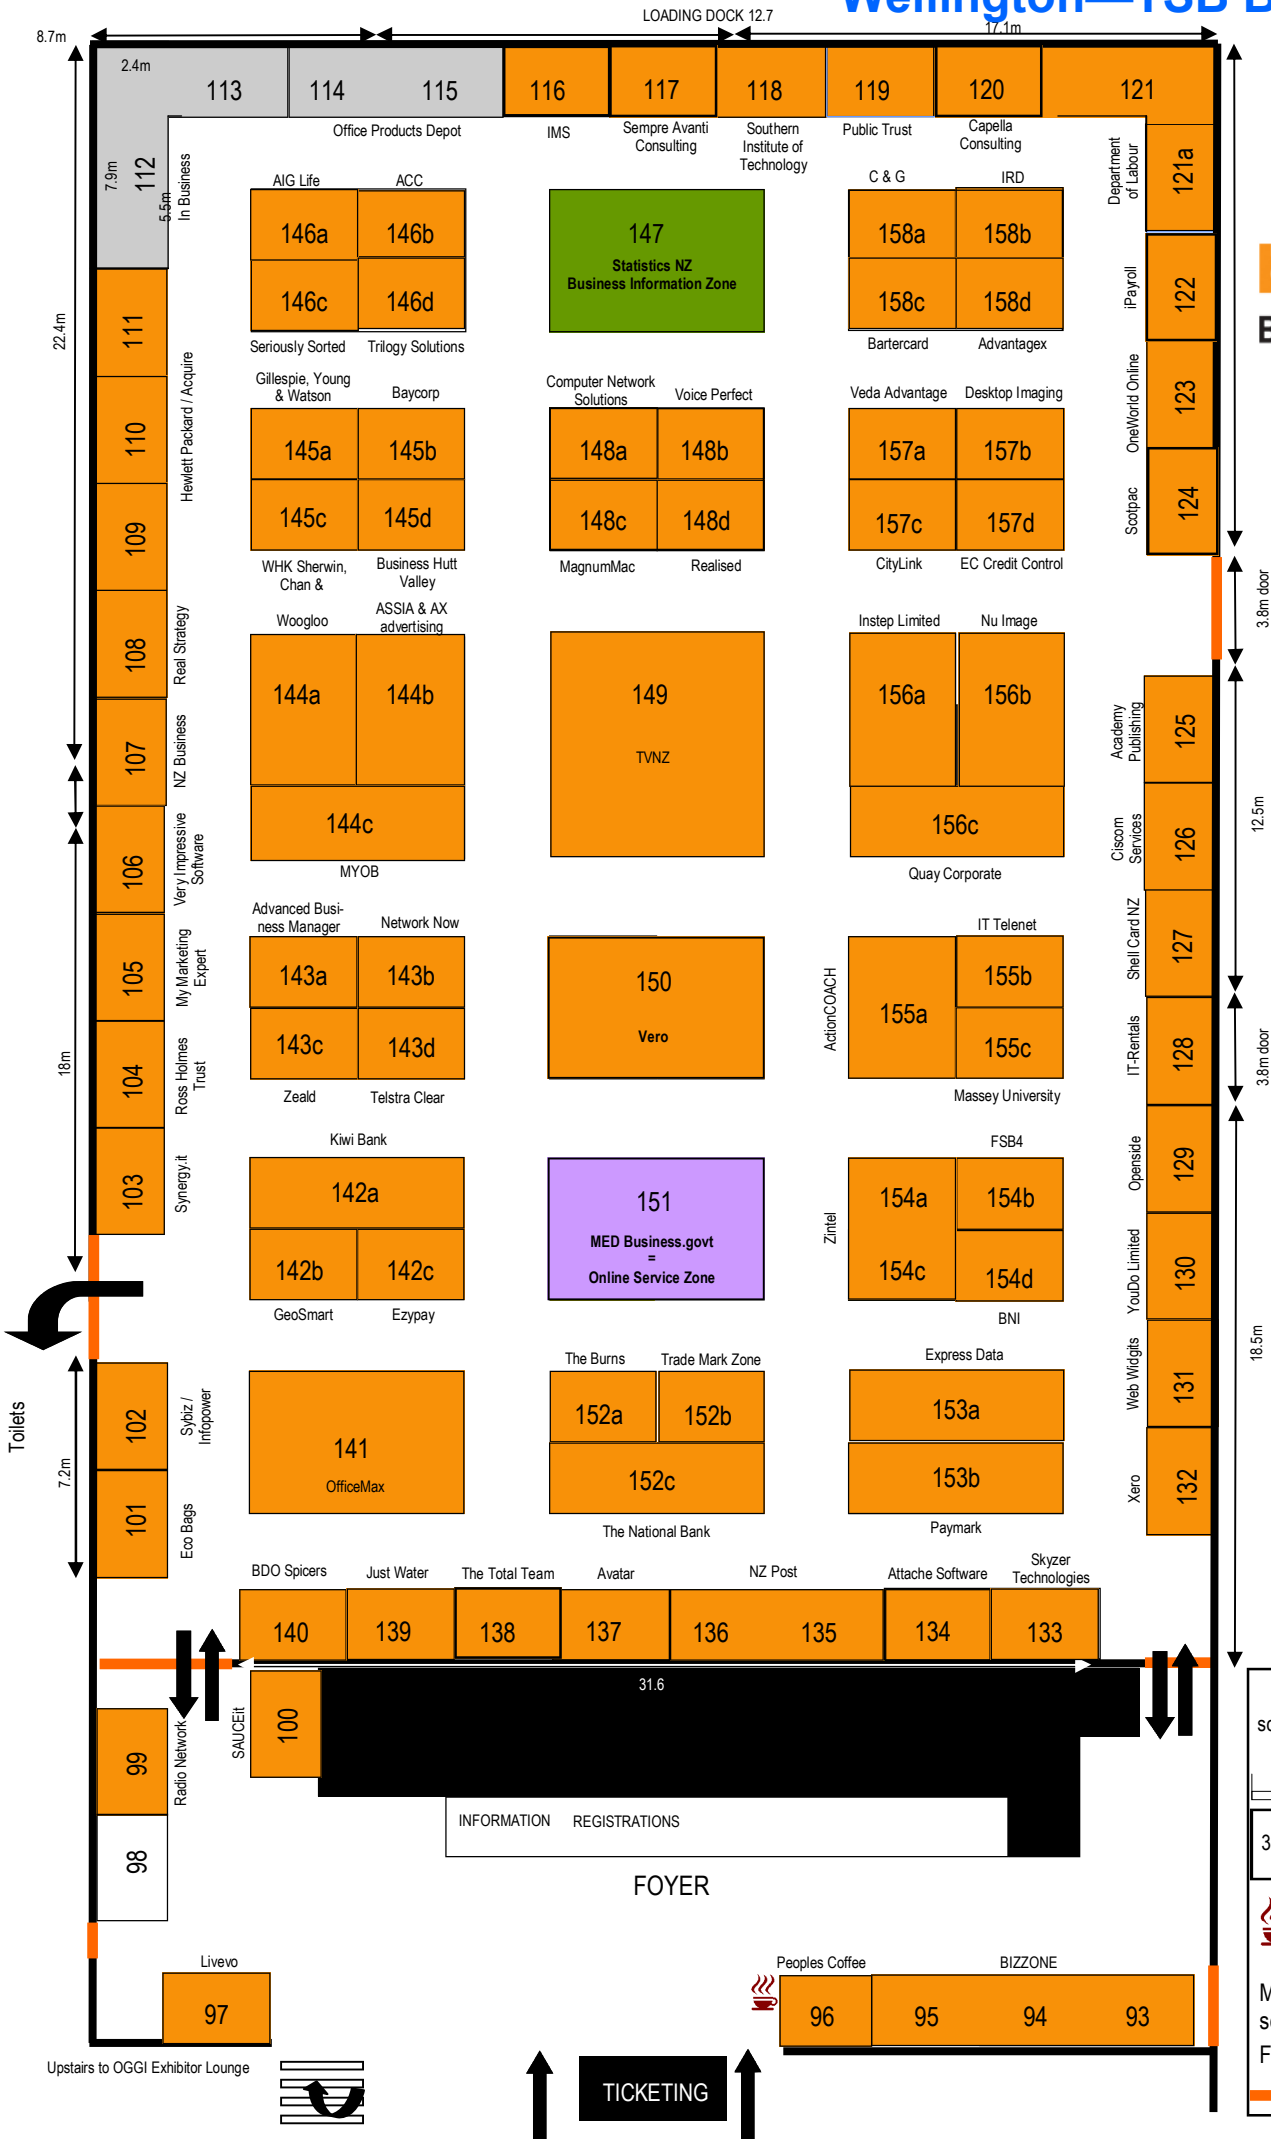 Wellington—TSB B
LOADING DOCK 12.7
8.7m
17.1m
2.4m
113
114
115
116
117
118
119
120
121
Office Products Depot
IMS
Sempre Avanti
Consulting
Southern
Institute of
Technology
Public Trust
Capella
Consulting
7.9m
112
5.5m
In Business
Department
of Labour
121a
AIG Life
ACC
C & G
IRD
146a
146b
147
Statistics NZ
Business Information Zone
158a
158b
146c
146d
158c
158d
Seriously Sorted
Trilogy Solutions
Bartercard
Advantagex
iPayroll
122
22.4m
111
110
109
Hewlett Packard / Acquire
Gillespie, Young
& Watson
Baycorp
Computer Network
Solutions
Voice Perfect
Veda Advantage
Desktop Imaging
OneWorld Online
123
145a
145b
148a
148b
157a
157b
145c
145d
148c
148d
157c
157d
Scotpac
124
WHK Sherwin,
Chan &
Business Hutt
Valley
MagnumMac
Realised
CityLink
EC Credit Control
3.8m door
108
Real Strategy
Woogloo
ASSIA & AX
advertising
Instep Limited
Nu Image
144a
144b
149
TVNZ
156a
156b
107
NZ Business
Academy
Publishing
125
144c
156c
MYOB
Quay Corporate
106
Very Impressive
Software
Ciscom
Services
126
12.5m
Advanced Busi-
ness Manager
Network Now
IT Telenet
105
My Marketing
Expert
143a
143b
150
Vero
ActionCOACH
155a
155b
Shell Card NZ
127
143c
143d
155c
18m
104
Ross Holmes
Trust
Zeald
Telstra Clear
Massey University
IT-Rentals
128
3.8m door
103
Synergy.it
Kiwi Bank
FSB4
142a
151
MED Business.govt
=
Online Service Zone
Zintel
154a
154b
Openside
129
142b
142c
154c
154d
GeoSmart
Ezypay
BNI
YouDo Limited
130
18.5m
Toilets
7.2m
102
Sybiz /
Infopower
The Burns
Trade Mark Zone
Express Data
Web Widgits
131
141
OfficeMax
152a
152b
153a
152c
153b
101
Eco Bags
The National Bank
Paymark
Xero
132
BDO Spicers
Just Water
The Total Team
Avatar
NZ Post
Attache Software
Skyzer
Technologies
140
139
138
137
136
135
134
133
31.6
99
Radio Network
SAUCEit
100
98
INFORMATION
REGISTRATIONS
FOYER
Livevo
97
Peoples Coffee
BIZZONE
96
95
94
93
Upstairs to OGGI Exhibitor Lounge
TICKETING